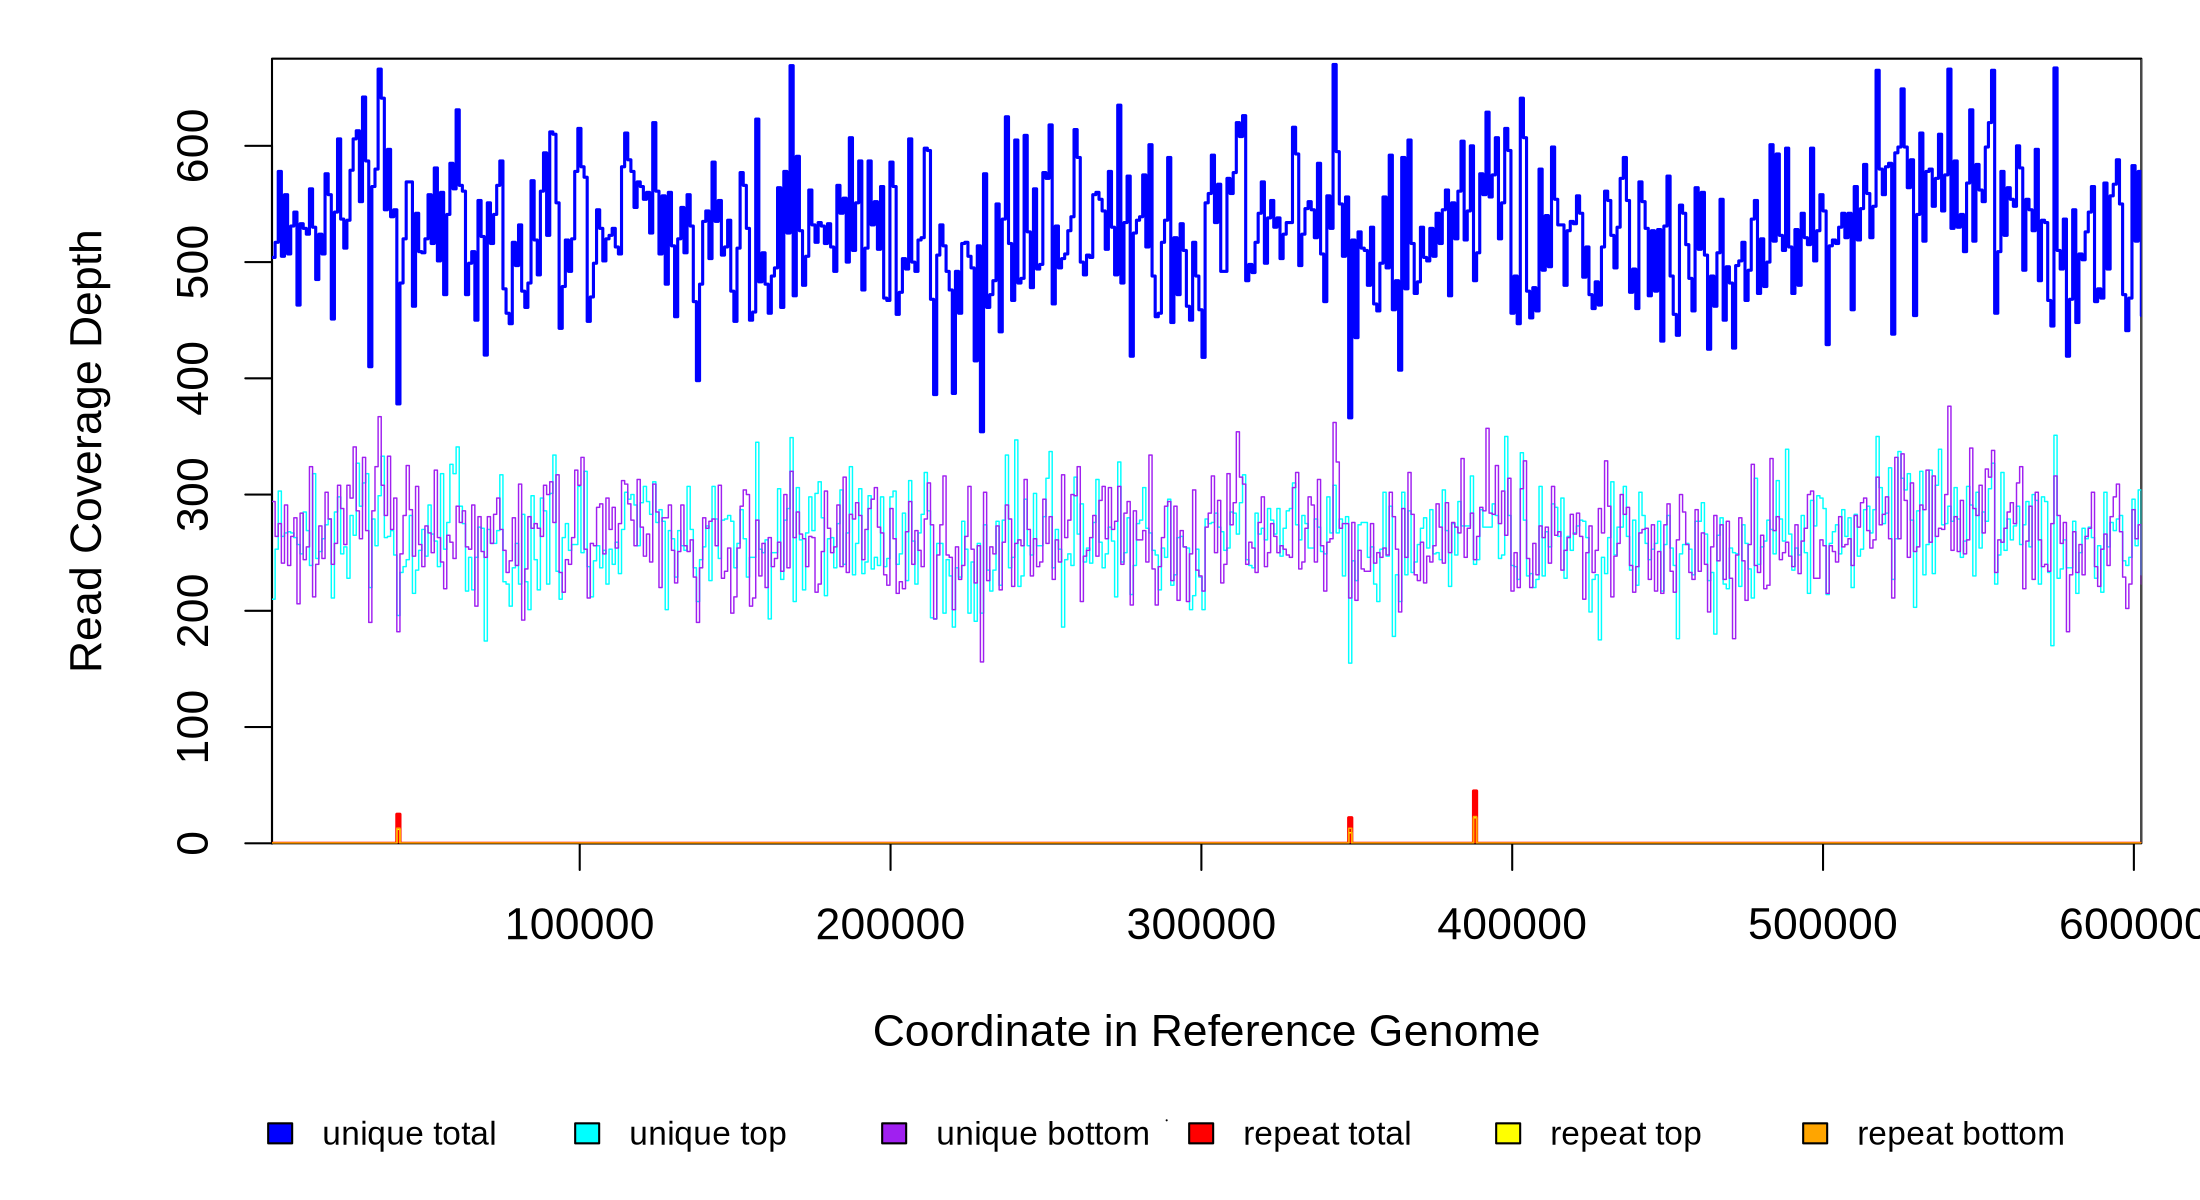 Read Coverage Depth
600
500
400
300
200
100
0
100000 200000 300000 400000 500000 600000
Coordinate in Reference Genome
unique total unique top unique bottom repeat total repeat top repeat bottom